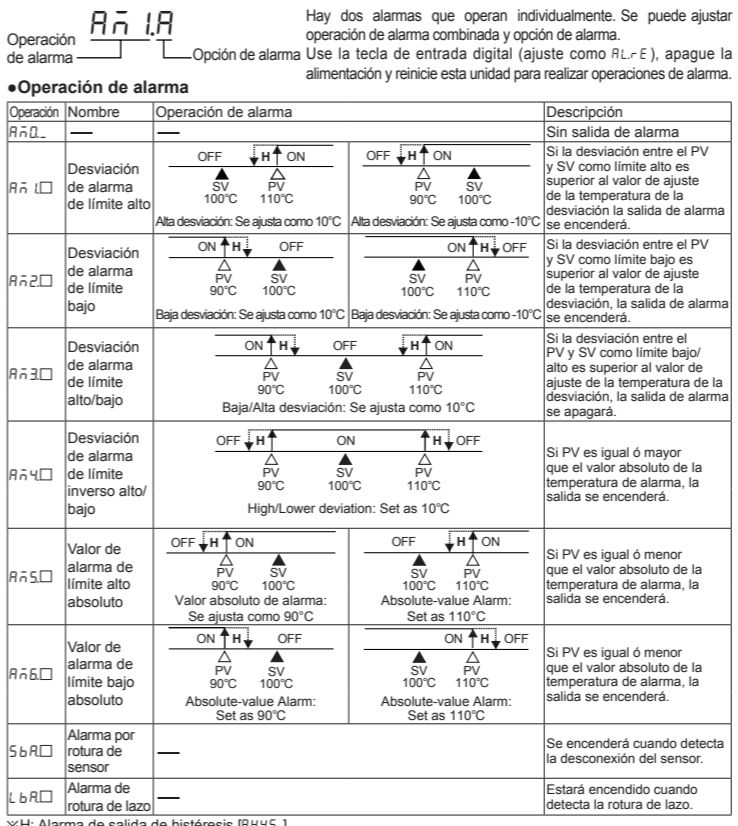 Operación
de alarma
AM 1.A
Opción de alarma
Hay dos alarmas que operan individualmente. Se puede ajustar
operación de alarma combinada y opción de alarma.
Use la tecla de entrada digital (ajuste como AL.rE), apague la
alimentación y reinicie esta unidad para realizar operaciones de alarma.
●Operación de alarma
Operación Nombre Operación de alarma Descripción
AM0._ — — Sin salida de alarma
AM1.□
Desviación
de alarma
de límite alto
OFF H ON
SV PV
100°C 110°C
Alta desviación: Se ajusta como 10°C
OFF H ON
PV SV
90°C 100°C
Alta desviación: Se ajusta como -10°C
Si la desviación entre el PV
y SV como límite alto es
superior al valor de ajuste
de la temperatura de la
desviación la salida de alarma
se encenderá.
AM2.□
Desviación
de alarma
de límite
bajo
ON H OFF
PV SV
90°C 100°C
Baja desviación: Se ajusta como 10°C
ON H OFF
SV PV
100°C 110°C
Baja desviación: Se ajusta como -10°C
Si la desviación entre el PV
y SV como límite bajo es
superior al valor de ajuste
de la temperatura de la
desviación, la salida de alarma
se encenderá.
AM3.□
Desviación
de alarma
de límite
alto/bajo
ON H OFF H ON
PV SV PV
90°C 100°C 110°C
Baja/Alta desviación: Se ajusta como 10°C
Si la desviación entre el
PV y SV como límite bajo/
alto es superior al valor de
ajuste de la temperatura de la
desviación, la salida de alarma
se apagará.
AM4.□
Desviación
de alarma
de límite
inverso alto/
bajo
OFF H ON H OFF
PV SV PV
90°C 100°C 110°C
High/Lower deviation: Set as 10°C
Si PV es igual ó mayor
que el valor absoluto de la
temperatura de alarma, la
salida se encenderá.
AM5.□
Valor de
alarma de
límite alto
absoluto
OFF H ON
PV SV
90°C 100°C
Valor absoluto de alarma:
Se ajusta como 90°C
OFF H ON
SV PV
100°C 110°C
Absolute-value Alarm:
Set as 110°C
Si PV es igual ó menor
que el valor absoluto de la
temperatura de alarma, la
salida se encenderá.
AM6.□
Valor de
alarma de
límite bajo
absoluto
ON H OFF
PV SV
90°C 100°C
Absolute-value Alarm:
Set as 90°C
ON H OFF
SV PV
100°C 110°C
Absolute-value Alarm:
Set as 110°C
Si PV es igual ó menor
que el valor absoluto de la
temperatura de alarma, la
salida se encenderá.
SbA.□
Alarma por
rotura de
sensor
—
Se encenderá cuando detecta
la desconexión del sensor.
LbA.□
Alarma de
rotura de lazo
—
Estará encendido cuando
detecta la rotura de lazo.
※H: Alarma de salida de histéresis [AHYS]